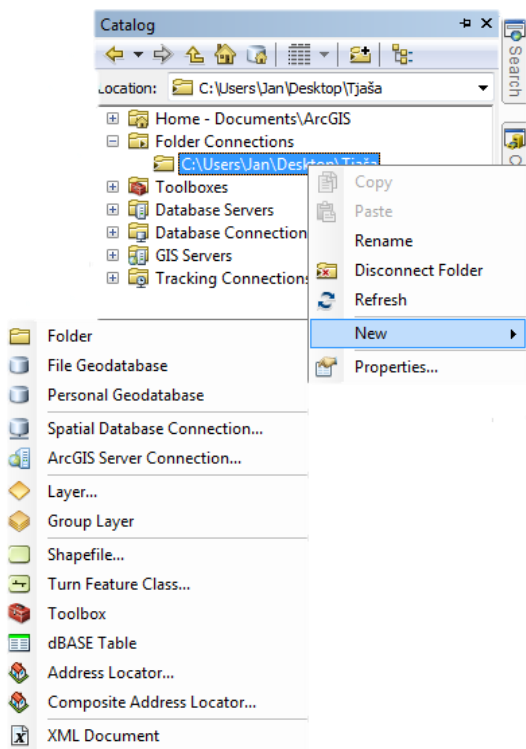 Catalog
Location: C:\Users\Jan\Desktop\Tjaša
Search
Home - Documents\ArcGIS
Folder Connections
C:\Users\Jan\Desktop\Tjaša
Toolboxes
Database Servers
Database Connection
GIS Servers
Tracking Connections
Copy
Paste
Rename
Disconnect Folder
Refresh
New
Properties...
Folder
File Geodatabase
Personal Geodatabase
Spatial Database Connection...
ArcGIS Server Connection...
Layer...
Group Layer
Shapefile...
Turn Feature Class...
Toolbox
dBASE Table
Address Locator...
Composite Address Locator...
XML Document